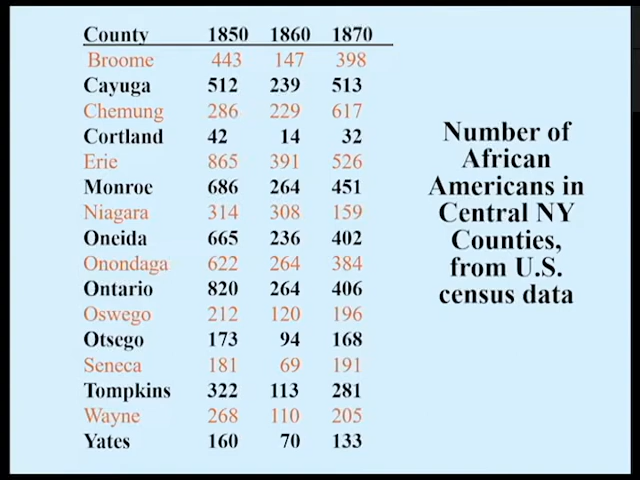 County 1850 1860 1870
Broome 443 147 398
Cayuga 512 239 513
Chemung 286 229 617
Cortland 42 14 32
Erie 865 391 526
Monroe 686 264 451
Niagara 314 308 159
Oneida 665 236 402
Onondaga 622 264 384
Ontario 820 264 406
Oswego 212 120 196
Otsego 173 94 168
Seneca 181 69 191
Tompkins 322 113 281
Wayne 268 110 205
Yates 160 70 133
Number of
African
Americans in
Central NY
Counties,
from U.S.
census data